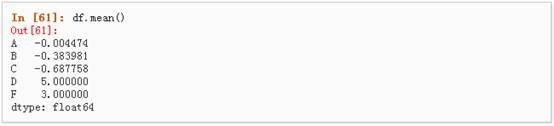 In [61]: df.mean()
Out[61]:
A   -0.004474
B   -0.383981
C   -0.687758
D    5.000000
F    3.000000
dtype: float64